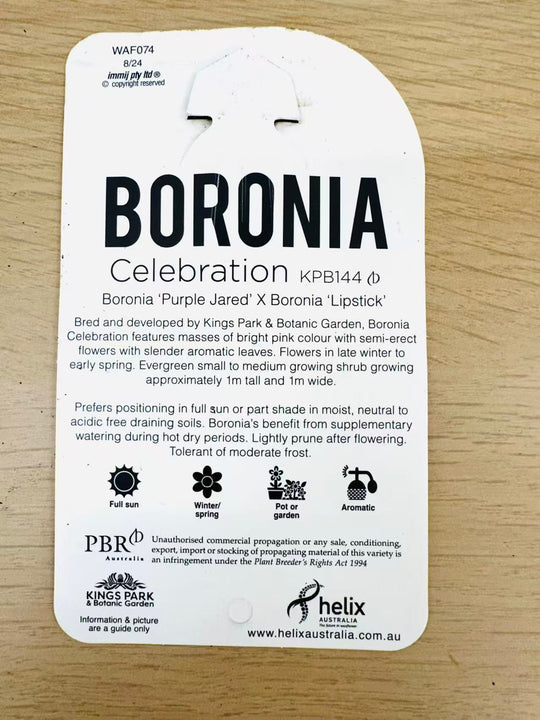 WAF074
8/24
immij pty ltd ®
© copyright reserved
BORONIA
Celebration KPB144
Boronia ‘Purple Jared’ X Boronia ‘Lipstick’
Bred and developed by Kings Park & Botanic Garden, Boronia
Celebration features masses of bright pink colour with semi-erect
flowers with slender aromatic leaves. Flowers in late winter to
early spring. Evergreen small to medium growing shrub growing
approximately 1m tall and 1m wide.
Prefers positioning in full sun or part shade in moist, neutral to
acidic free draining soils. Boronia’s benefit from supplementary
watering during hot dry periods. Lightly prune after flowering.
Tolerant of moderate frost.
Full sun
Winter/
spring
Pot or
garden
Aromatic
PBR
Australia
Unauthorised commercial propagation or any sale, conditioning,
export, import or stocking of propagating material of this variety is
an infringement under the Plant Breeder's Rights Act 1994
KINGS PARK
& Botanic Garden
Information & picture
are a guide only
helix
AUSTRALIA
The future in wildflowers
www.helixaustralia.com.au